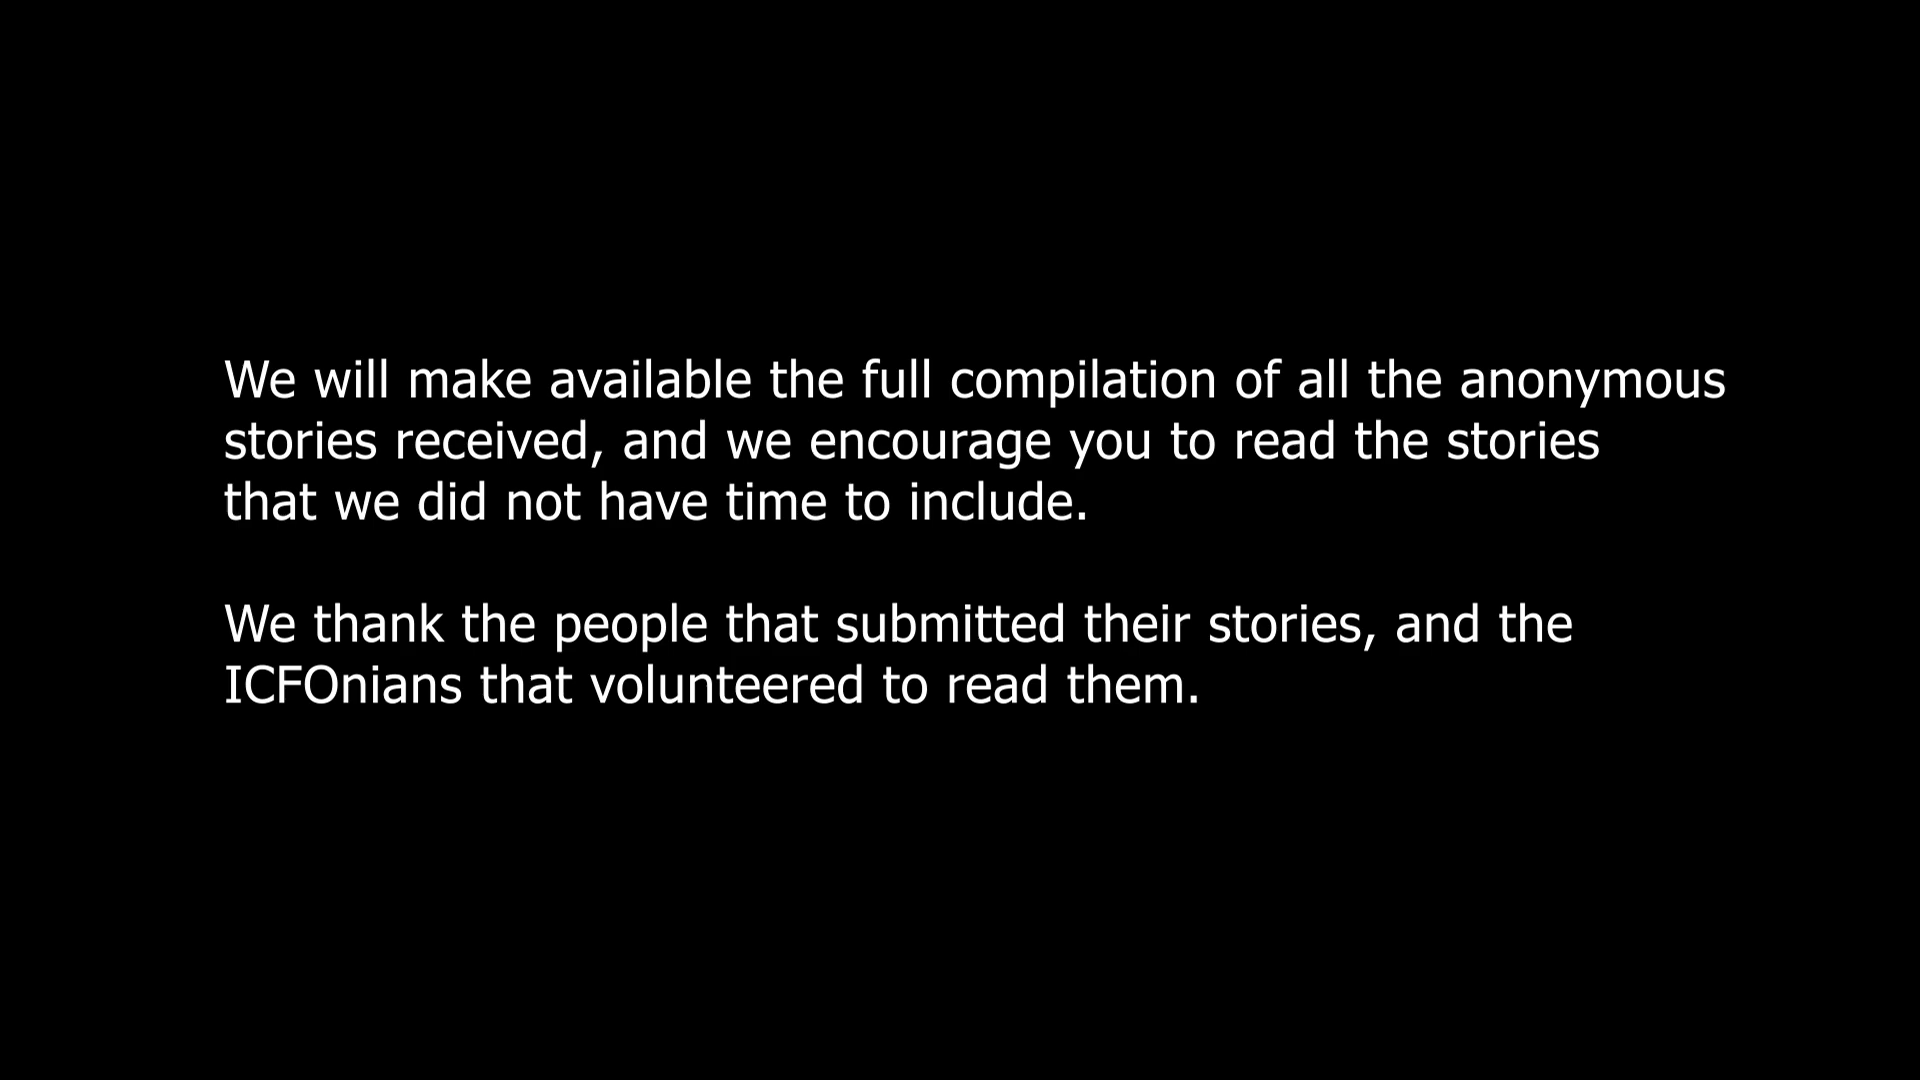 We will make available the full compilation of all the anonymous
stories received, and we encourage you to read the stories
that we did not have time to include.
We thank the people that submitted their stories, and the
ICFOnians that volunteered to read them.